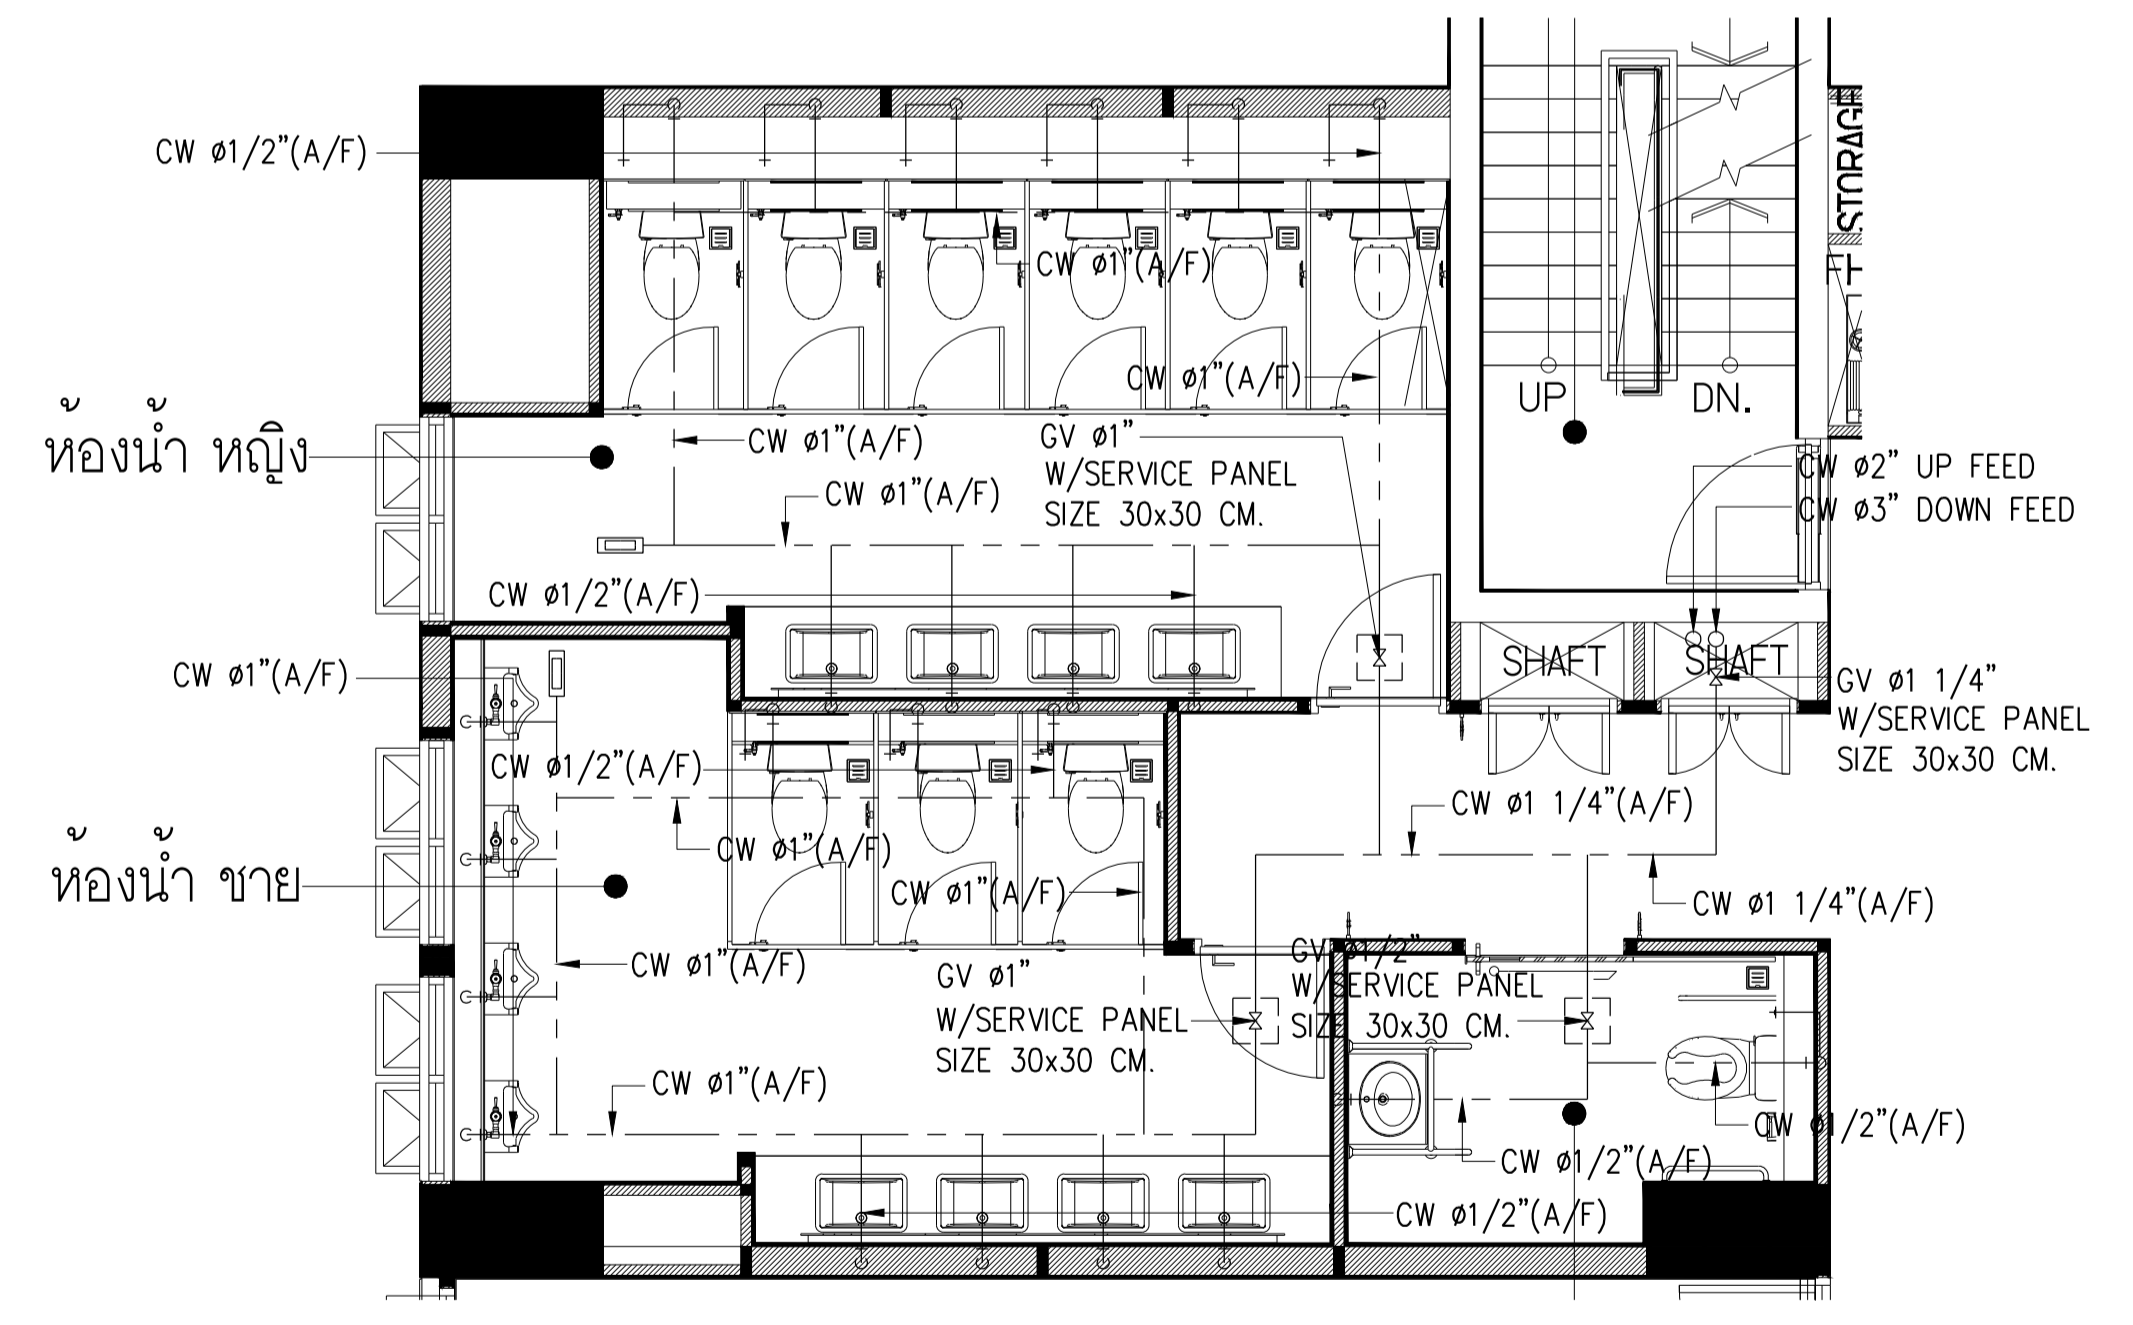 CW ø1/2"(A/F)
STORAGE
CW ø1"(A/F)
CW ø1"(A/F)
UP
DN.
ห้องน้ำ หญิง
CW ø1"(A/F)
GV ø1"
W/SERVICE PANEL
SIZE 30x30 CM.
CW ø1"(A/F)
CW ø2" UP FEED
CW ø3" DOWN FEED
CW ø1/2"(A/F)
CW ø1"(A/F)
SHAFT
SHAFT
GV ø1 1/4"
W/SERVICE PANEL
SIZE 30x30 CM.
CW ø1/2"(A/F)
CW ø1 1/4"(A/F)
CW ø1"(A/F)
ห้องน้ำ ชาย
CW ø1"(A/F)
CW ø1 1/4"(A/F)
CW ø1"(A/F)
GV ø1"
W/SERVICE PANEL
SIZE 30x30 CM.
GV ø1/2"
W/SERVICE PANEL
SIZE 30x30 CM.
CW ø1"(A/F)
CW ø1/2"(A/F)
CW ø1/2"(A/F)
CW ø1/2"(A/F)